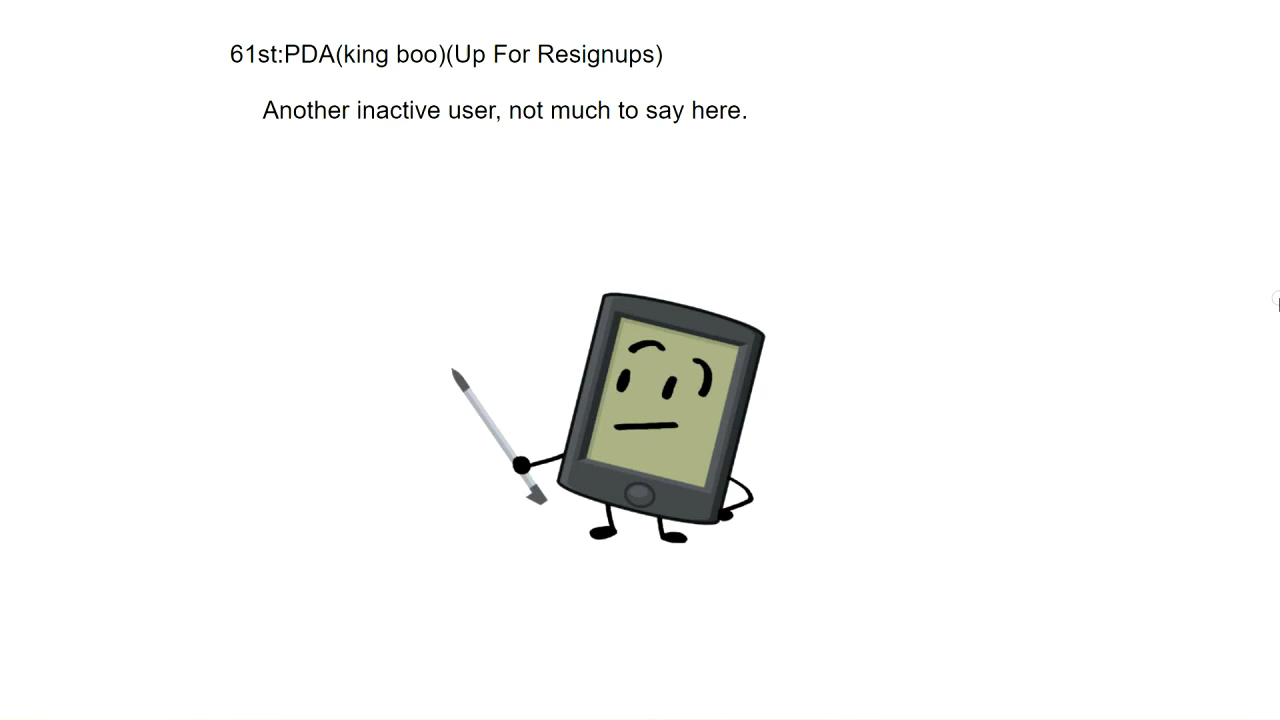 61st:PDA(king boo)(Up For Resignups)
Another inactive user, not much to say here.